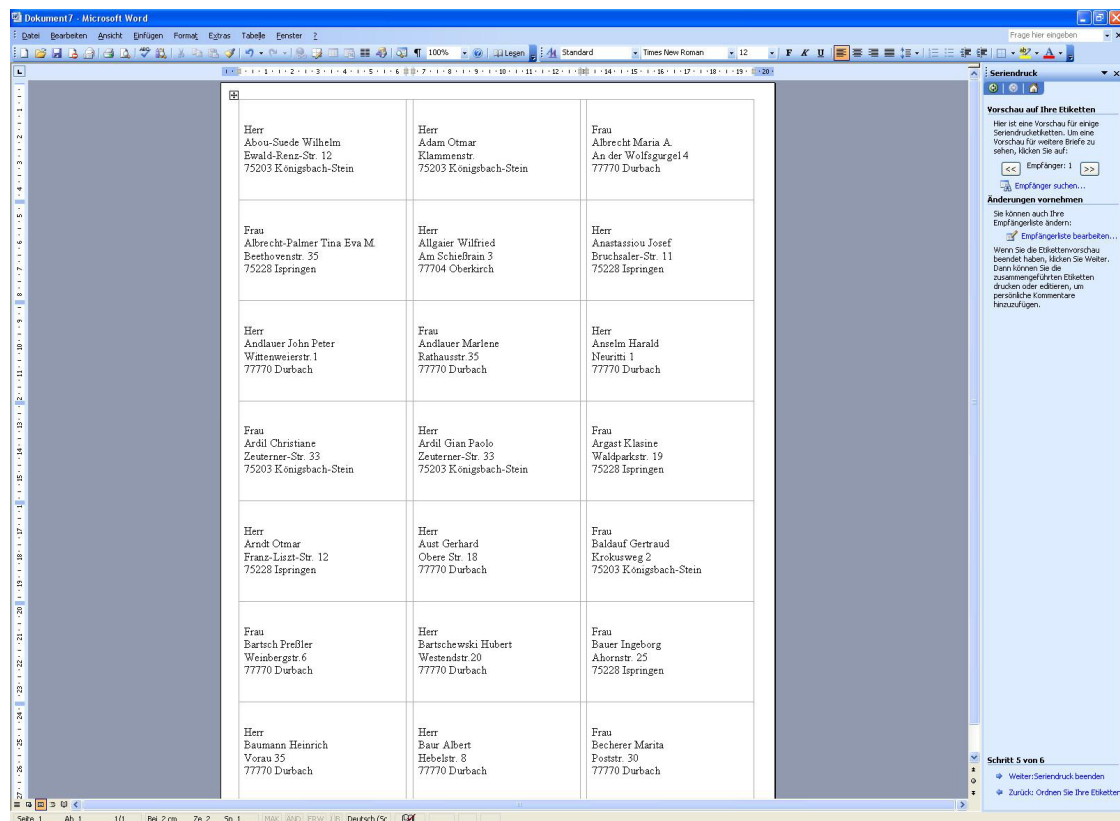 Dokument7 - Microsoft Word
Datei Bearbeiten Ansicht Einfügen Format Extras Tabelle Fenster ? Frage hier eingeben
100% Lesen Standard Times New Roman 12 F K U
Seriendruck
Vorschau auf Ihre Etiketten
Hier ist eine Vorschau für einige
Seriendrucketiketten. Um eine
Vorschau für weitere Briefe zu
sehen, klicken Sie auf:
<< Empfänger: 1 >>
Empfänger suchen...
Änderungen vornehmen
Sie können auch Ihre
Empfängerliste ändern:
Empfängerliste bearbeiten...
Wenn Sie die Etikettenvorschau
beendet haben, klicken Sie Weiter.
Dann können Sie die
zusammengeführten Etiketten
drucken oder editieren, um
persönliche Kommentare
hinzuzufügen.
Herr
Abou-Suede Wilhelm
Ewald-Renz-Str. 12
75203 Königsbach-Stein
Herr
Adam Otmar
Klammenstr.
75203 Königsbach-Stein
Frau
Albrecht Maria A.
An der Wolfsgurgel 4
77770 Durbach
Frau
Albrecht-Palmer Tina Eva M.
Beethovenstr. 35
75228 Ispringen
Herr
Allgaier Wilfried
Am Schießrain 3
77704 Oberkirch
Herr
Anastassiou Josef
Bruchsaler-Str. 11
75228 Ispringen
Herr
Andlauer John Peter
Wittenweierstr.1
77770 Durbach
Frau
Andlauer Marlene
Rathausstr.35
77770 Durbach
Herr
Anselm Harald
Neuritti 1
77770 Durbach
Frau
Ardil Christiane
Zeuterner-Str. 33
75203 Königsbach-Stein
Herr
Ardil Gian Paolo
Zeuterner-Str. 33
75203 Königsbach-Stein
Frau
Argast Klasine
Waldparkstr. 19
75228 Ispringen
Herr
Arndt Otmar
Franz-Liszt-Str. 12
75228 Ispringen
Herr
Aust Gerhard
Obere Str. 18
77770 Durbach
Frau
Baldauf Gertraud
Krokusweg 2
75203 Königsbach-Stein
Frau
Bartsch Preßler
Weinbergstr.6
77770 Durbach
Herr
Bartschewski Hubert
Westendstr.20
77770 Durbach
Frau
Bauer Ingeborg
Ahornstr. 25
75228 Ispringen
Herr
Baumann Heinrich
Vorau 35
77770 Durbach
Herr
Baur Albert
Hebelstr. 8
77770 Durbach
Frau
Becherer Marita
Poststr. 30
77770 Durbach
Schritt 5 von 6
Weiter:Seriendruck beenden
Zurück: Ordnen Sie Ihre Etiketten
Seite 1 Ab 1 1/1 Bei 2 cm Ze 2 Sp 1 MAK ÄND ERW ÜB Deutsch (Sc